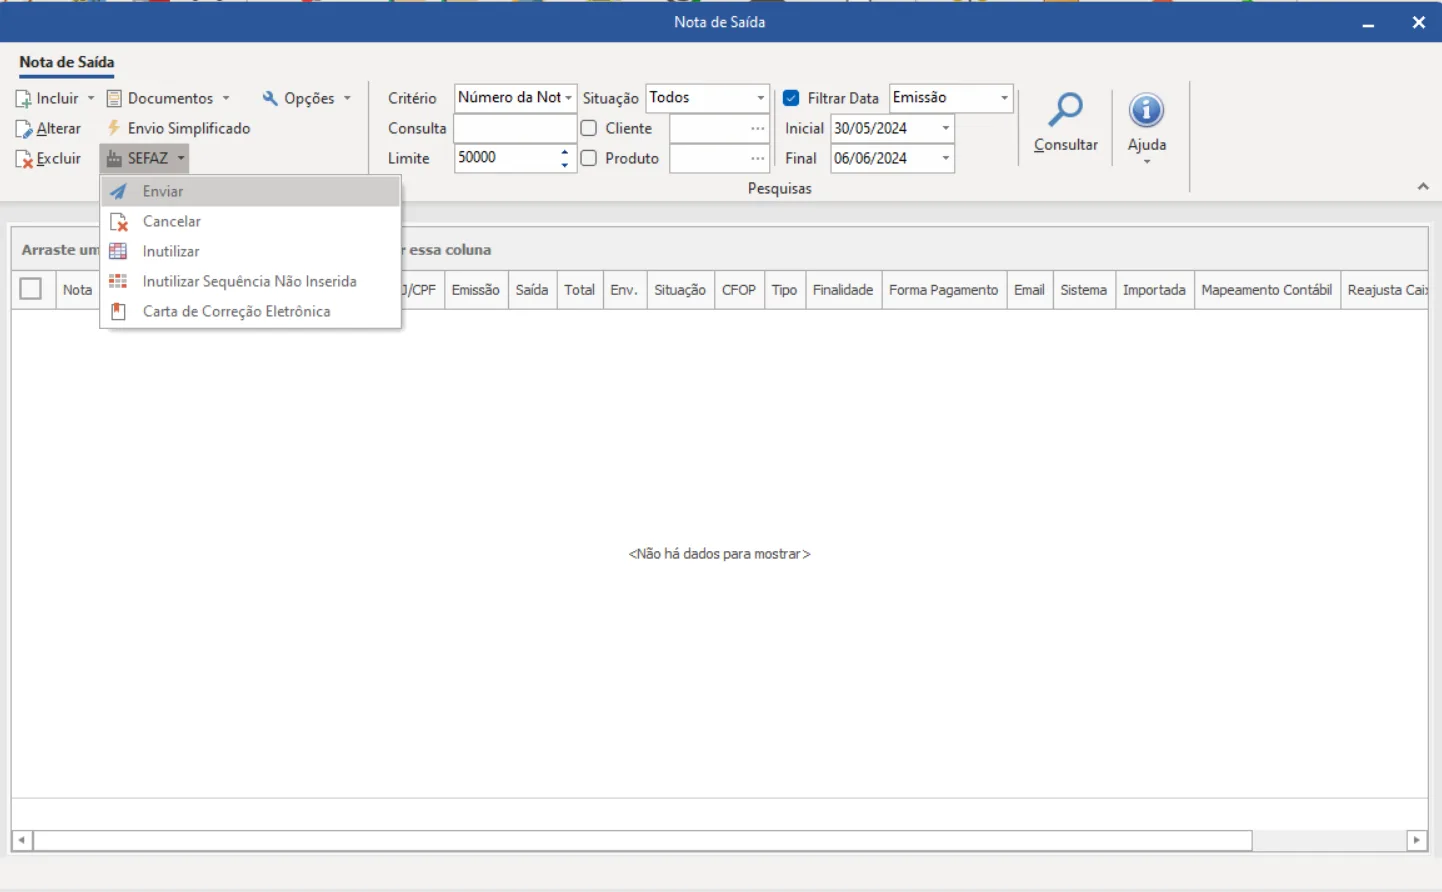 Nota de Saída
Nota de Saída
Incluir
Documentos
Opções
Alterar
Envio Simplificado
Excluir
SEFAZ
Enviar
Cancelar
Inutilizar
Inutilizar Sequência Não Inserida
Carta de Correção Eletrônica
Critério Número da Not Situação Todos Filtrar Data Emissão
Consulta Cliente Inicial 30/05/2024
Limite 50000 Produto Final 06/06/2024
Consultar
Ajuda
Pesquisas
Arraste essa coluna
Nota J/CPF Emissão Saída Total Env. Situação CFOP Tipo Finalidade Forma Pagamento Email Sistema Importada Mapeamento Contábil Reajusta Caix
<Não há dados para mostrar>